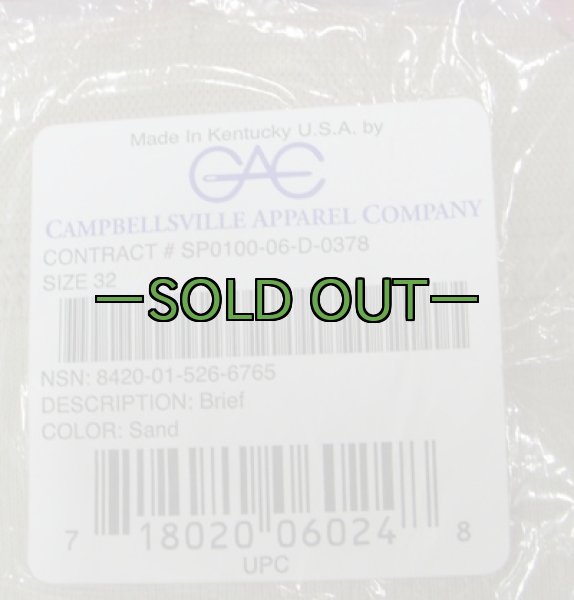 Made In Kentucky U.S.A. by
CAC
CAMPBELLSVILLE APPAREL COMPANY
CONTRACT # SP0100-06-D-0378
SIZE 32
—SOLD OUT—
NSN: 8420-01-526-6765
DESCRIPTION: Brief
COLOR: Sand
7 18020 06024 8
UPC